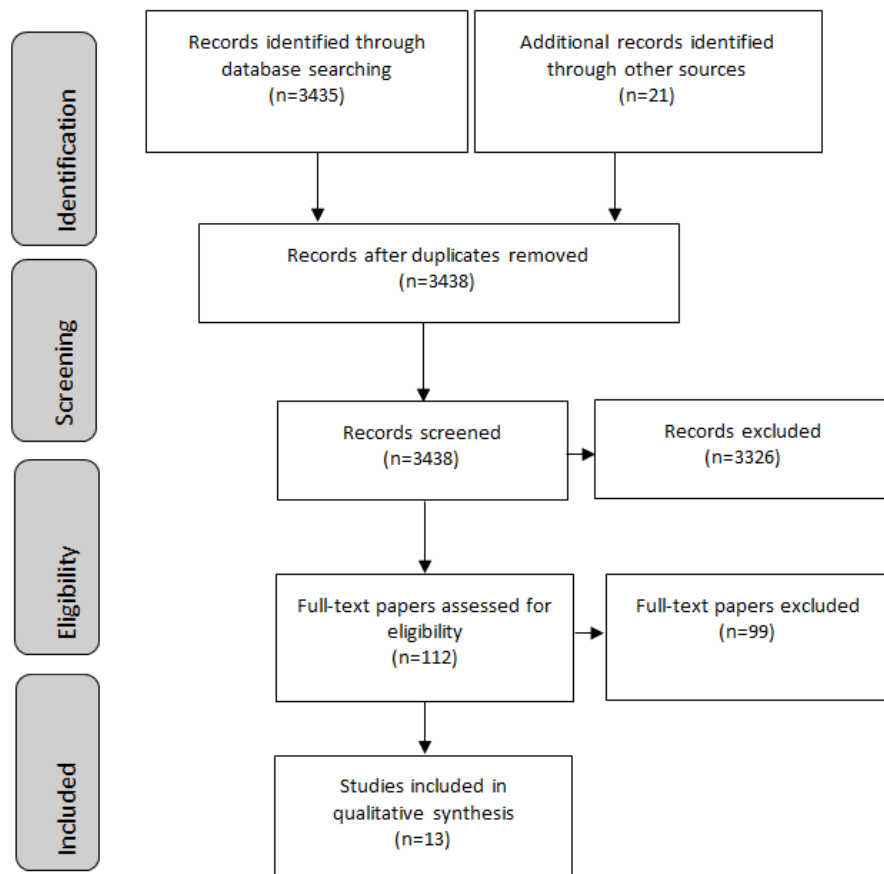 Identification
Records identified through
database searching
(n=3435)
Additional records identified
through other sources
(n=21)
Records after duplicates removed
(n=3438)
Screening
Records screened
(n=3438)
Records excluded
(n=3326)
Eligibility
Full-text papers assessed for
eligibility
(n=112)
Full-text papers excluded
(n=99)
Included
Studies included in
qualitative synthesis
(n=13)